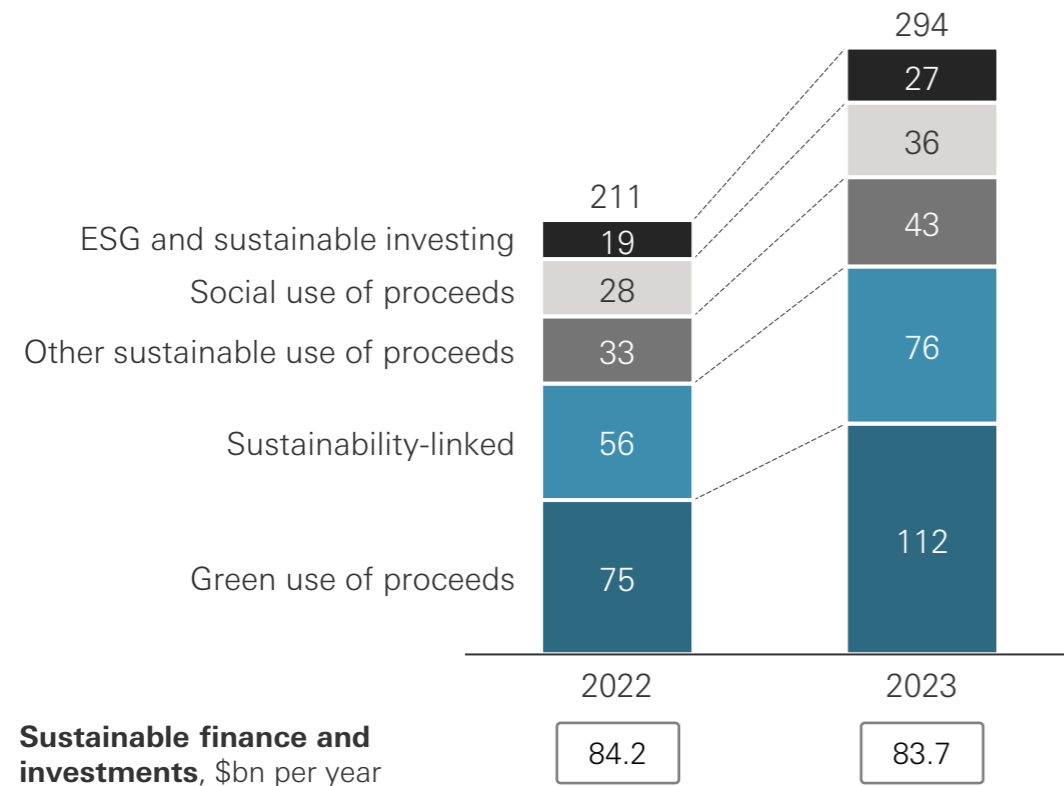 294
27
36
211
43
ESG and sustainable investing 19
Social use of proceeds 28
Other sustainable use of proceeds 33
76
Sustainability-linked 56
112
Green use of proceeds 75
2022 2023
Sustainable finance and
investments, $bn per year 84.2 83.7